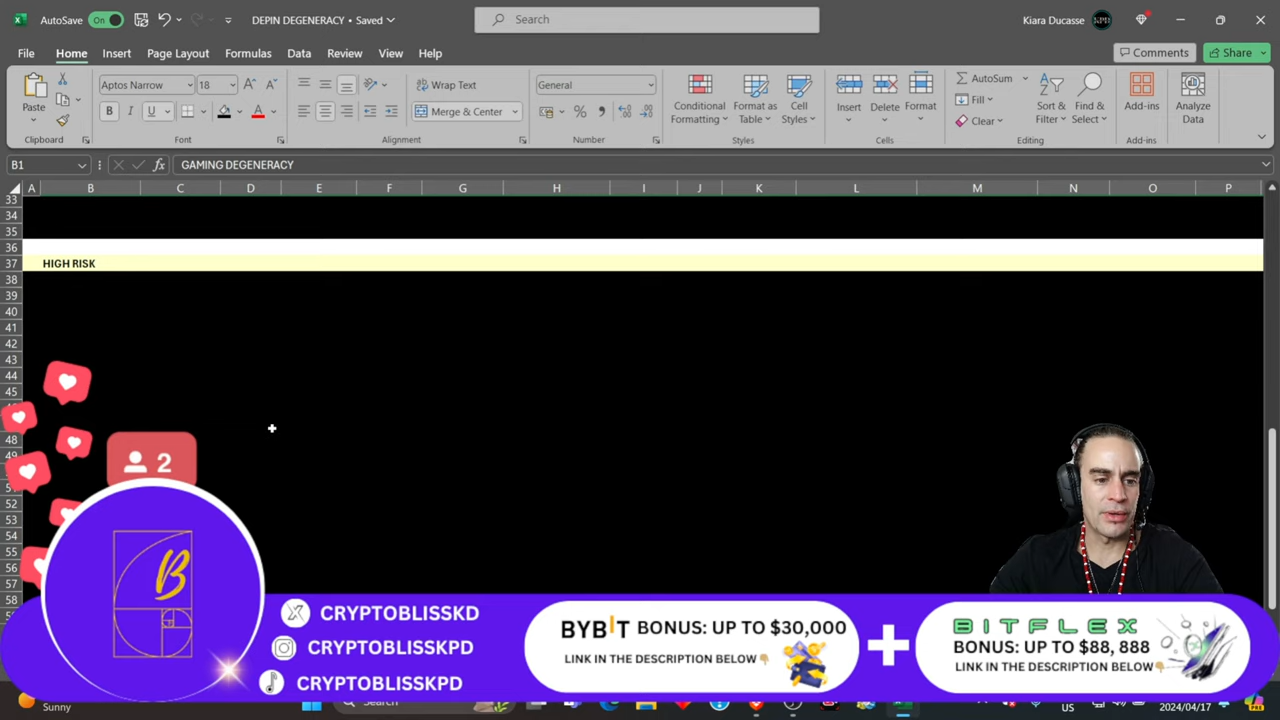 AutoSave On DEPIN DEGENERACY • Saved Search Kiara Ducasse KPD
File Home Insert Page Layout Formulas Data Review View Help Comments Share
Paste Aptos Narrow 18 Wrap Text General Conditional Formatting Format as Table Cell Styles Insert Delete Format AutoSum Sort & Filter Find & Select Add-ins Analyze Data
B I U Merge & Center % Fill
Clear
Clipboard Font Alignment Number Styles Cells Editing Add-ins
B1 fx GAMING DEGENERACY
A B C D E F G H I J K L M N O P
33
34
35
36
37 HIGH RISK
38
39
40
41
42
43
44
45
48
49
2
52
53
54
55
56
57
58
B
X CRYPTOBLISSKD
CRYPTOBLISSKPD
CRYPTOBLISSKPD
BYBIT BONUS: UP TO $30,000
LINK IN THE DESCRIPTION BELOW
BITFLEX
BONUS: UP TO $88, 888
LINK IN THE DESCRIPTION BELOW
Sunny Search US 2024/04/17